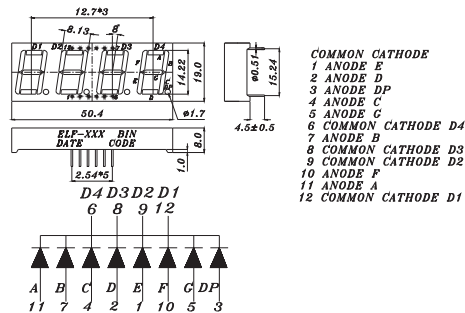 12.7*3
8.13
8°
D1 D2 D3 D4
A
F
G
D
14.22
19.0
ø1.7
50.4
ø0.51
15.24
4.5±0.5
ELF-XXX BIN
DATE CODE
8.0
1.0
2.54*5
COMMON CATHODE
1 ANODE E
2 ANODE D
3 ANODE DP
4 ANODE C
5 ANODE G
6 COMMON CATHODE D4
7 ANODE B
8 COMMON CATHODE D3
9 COMMON CATHODE D2
10 ANODE F
11 ANODE A
12 COMMON CATHODE D1
D4 D3 D2 D1
6 8 9 12
A B C D E F G DP
11 7 4 2 1 10 5 3